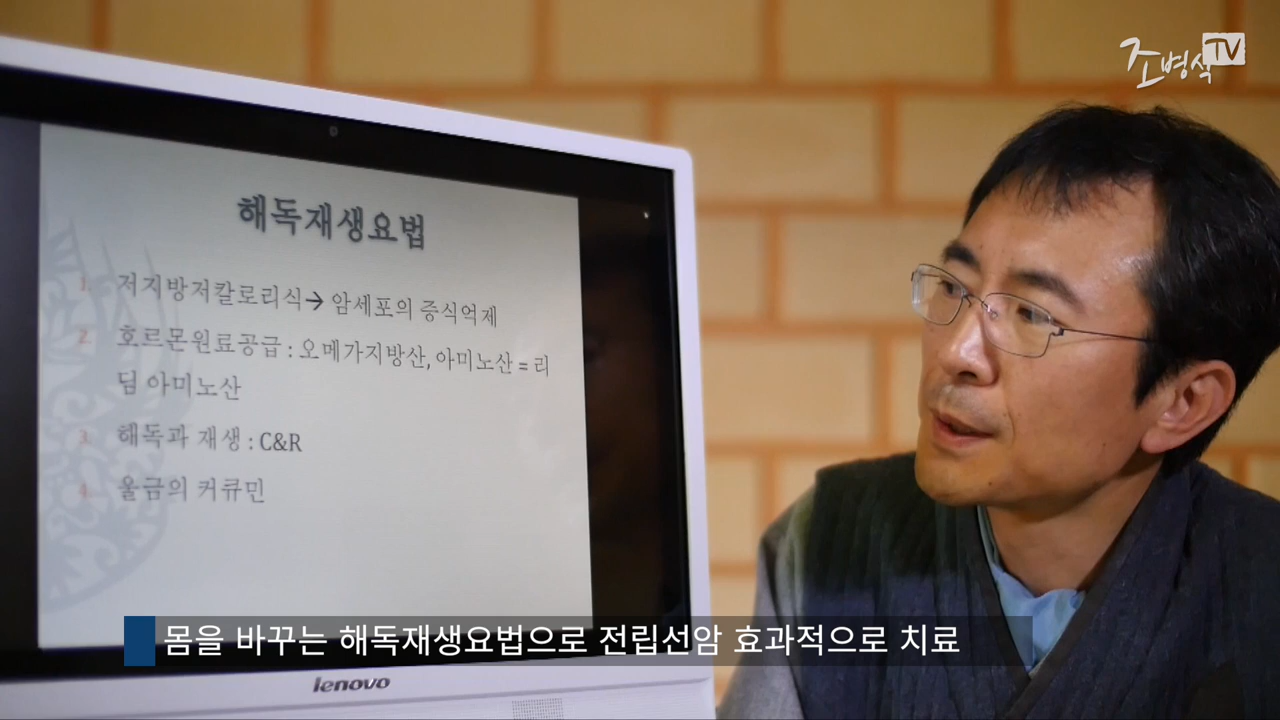 조병식TV
해독재생요법
1. 저지방저칼로리식→ 암세포의 증식억제
2. 호르몬원료공급 : 오메가지방산, 아미노산 = 리
딤 아미노산
3. 해독과 재생 : C&R
4. 울금의 커큐민
몸을 바꾸는 해독재생요법으로 전립선암 효과적으로 치료
lenovo